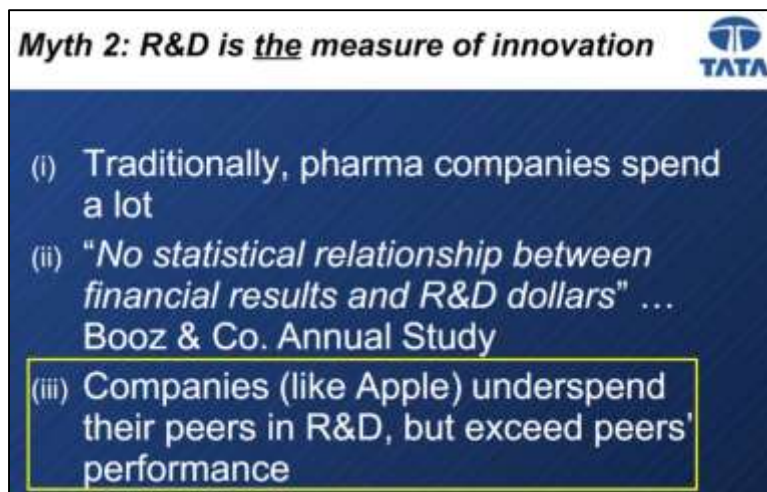 Myth 2: R&D is the measure of innovation
TATA
(i) Traditionally, pharma companies spend
a lot
(ii) “No statistical relationship between
financial results and R&D dollars” ...
Booz & Co. Annual Study
(iii) Companies (like Apple) underspend
their peers in R&D, but exceed peers'
performance